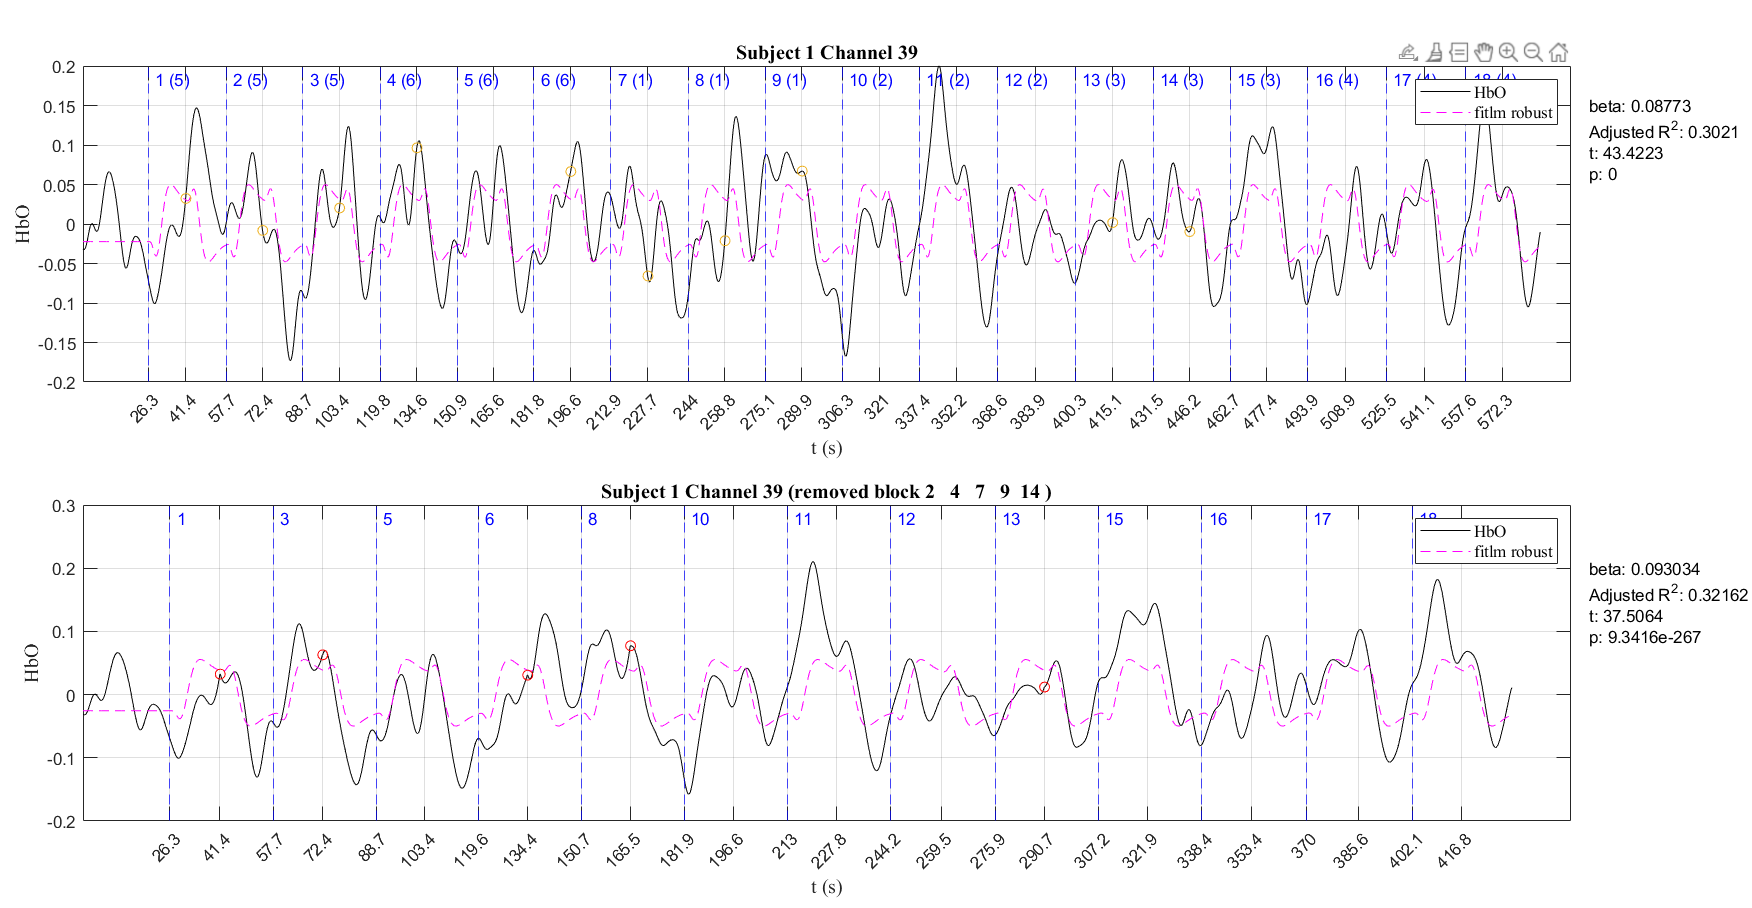 Subject 1 Channel 39
0.2
0.15
0.1
0.05
0
-0.05
-0.1
-0.15
-0.2
HbO
1 (5) 2 (5) 3 (5) 4 (6) 5 (6) 6 (6) 7 (1) 8 (1) 9 (1) 10 (2) 11 (2) 12 (2) 13 (3) 14 (3) 15 (3) 16 (4) 17 (4) 18 (4)
HbO
fitlm robust
beta: 0.08773
Adjusted R2: 0.3021
t: 43.4223
p: 0
26.3 41.4 57.7 72.4 88.7 103.4 119.8 134.6 150.9 165.6 181.8 196.6 212.9 227.7 244 258.8 275.1 289.9 306.3 321 337.4 352.2 368.6 383.9 400.3 415.1 431.5 446.2 462.7 477.4 493.9 508.9 525.5 541.1 557.6 572.3
t (s)
Subject 1 Channel 39 (removed block 2 4 7 9 14 )
0.3
0.2
0.1
0
-0.1
-0.2
HbO
1 3 5 6 8 10 11 12 13 15 16 17 18
HbO
fitlm robust
beta: 0.093034
Adjusted R2: 0.32162
t: 37.5064
p: 9.3416e-267
26.3 41.4 57.7 72.4 88.7 103.4 119.6 134.4 150.7 165.5 181.9 196.6 213 227.8 244.2 259.5 275.9 290.7 307.2 321.9 338.4 353.4 370 385.6 402.1 416.8
t (s)